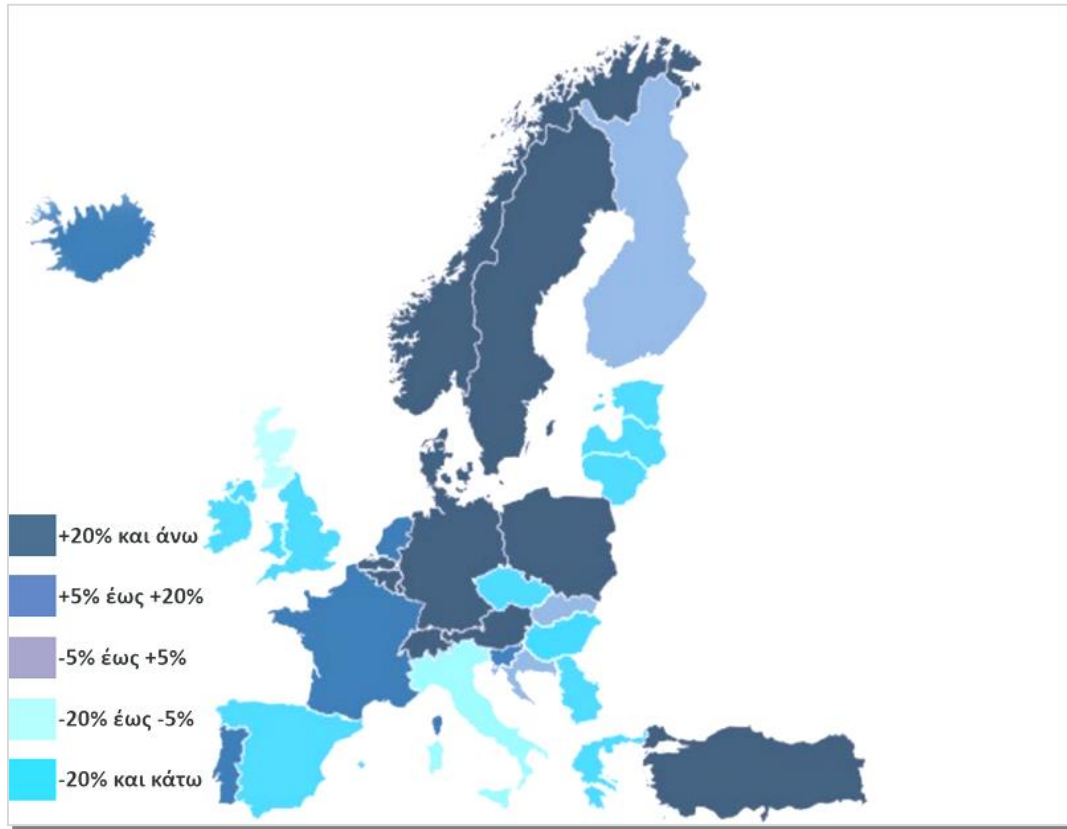 +20% και άνω
+5% έως +20%
-5% έως +5%
-20% έως -5%
-20% και κάτω